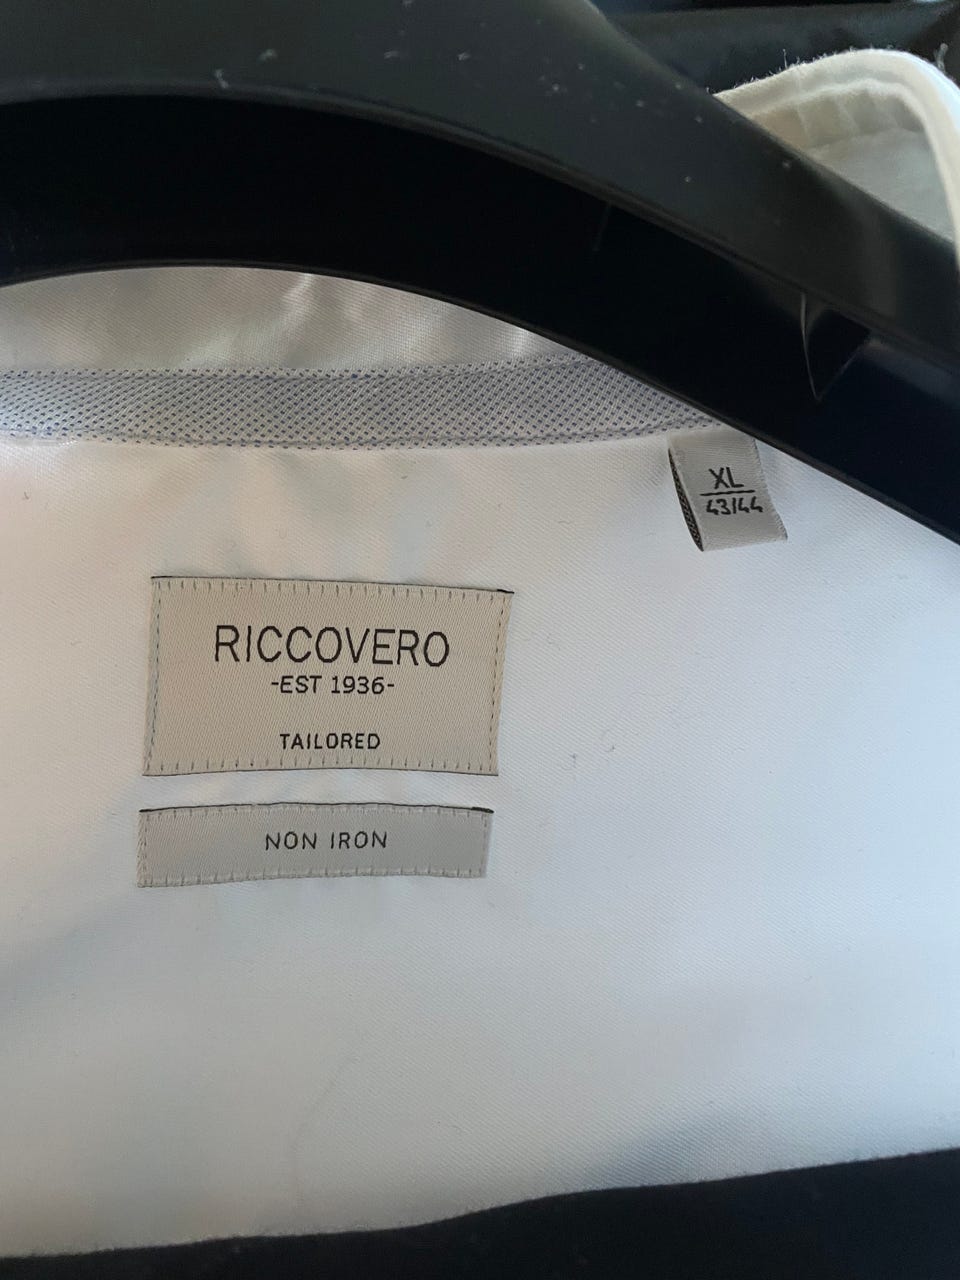 XL
43/44
RICCOVERO
-EST 1936-
TAILORED
NON IRON